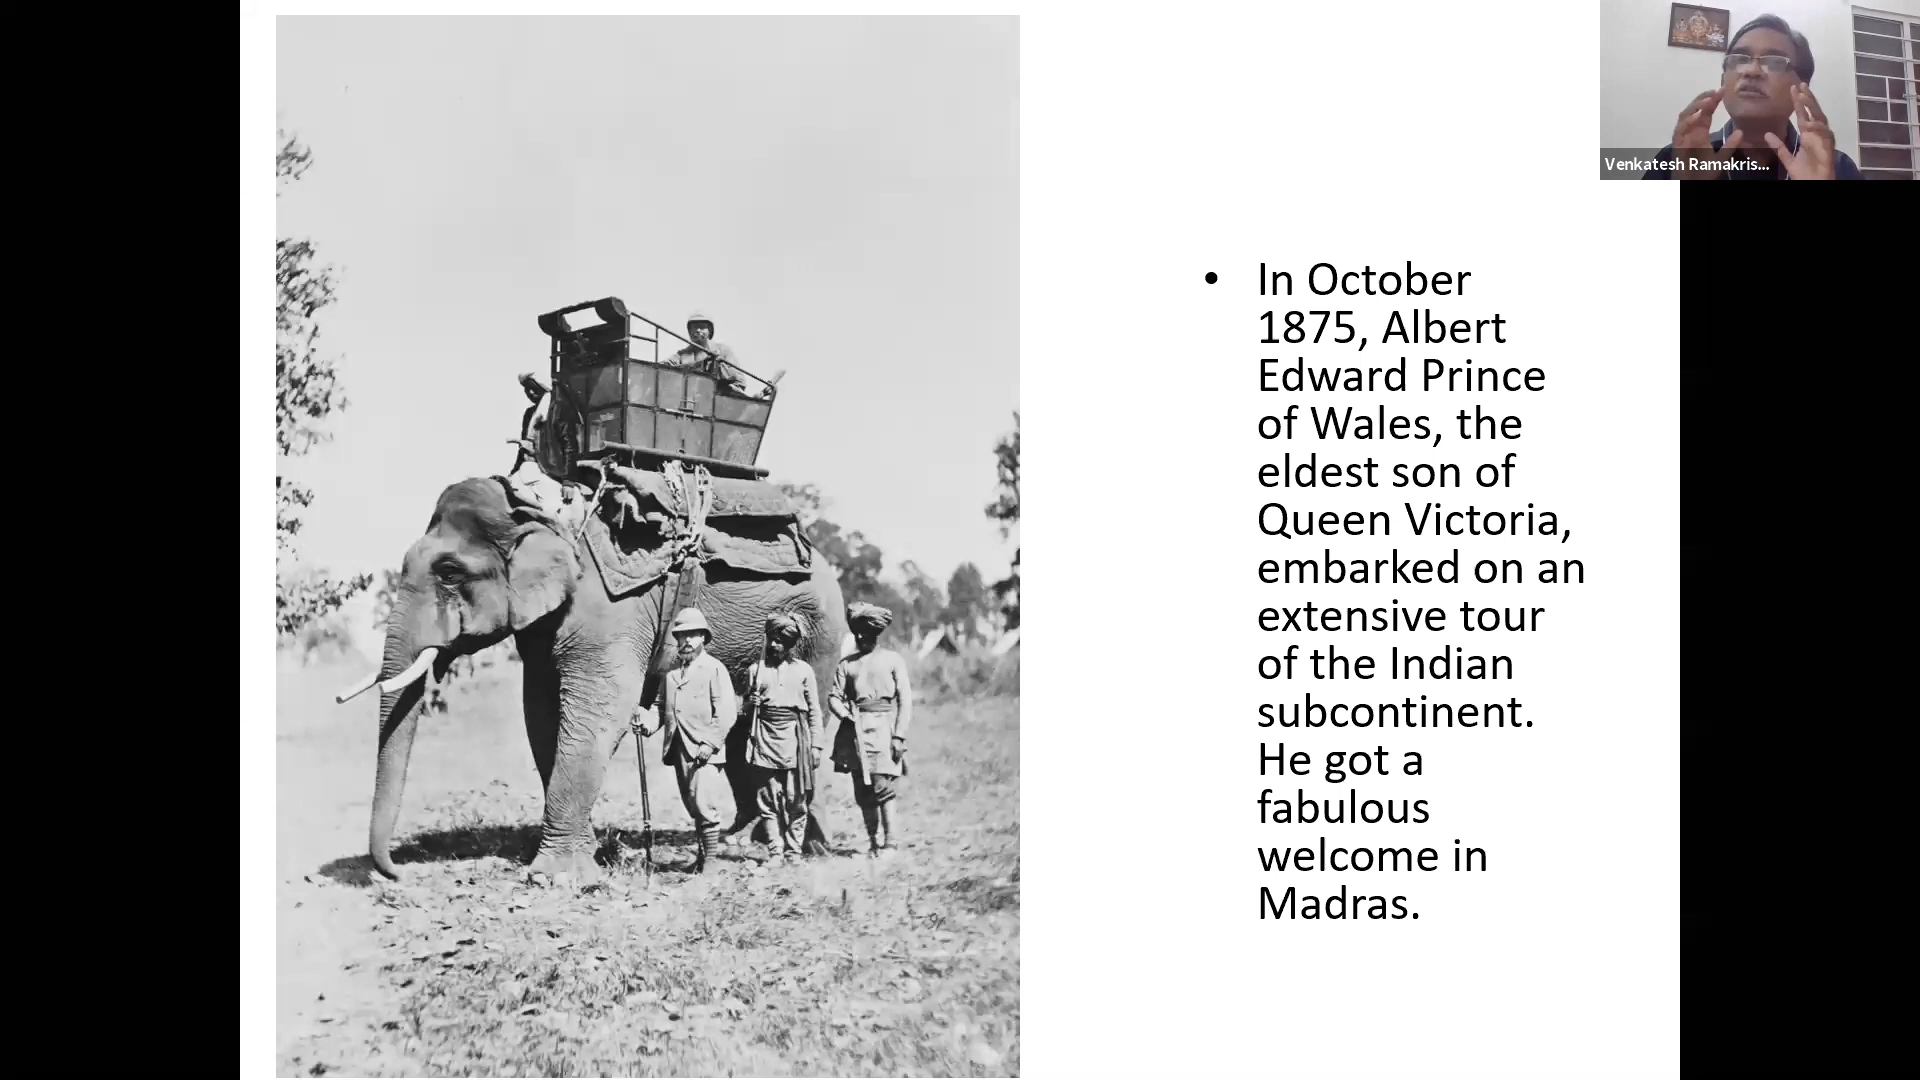 Venkatesh Ramakris...
• In October
1875, Albert
Edward Prince
of Wales, the
eldest son of
Queen Victoria,
embarked on an
extensive tour
of the Indian
subcontinent.
He got a
fabulous
welcome in
Madras.